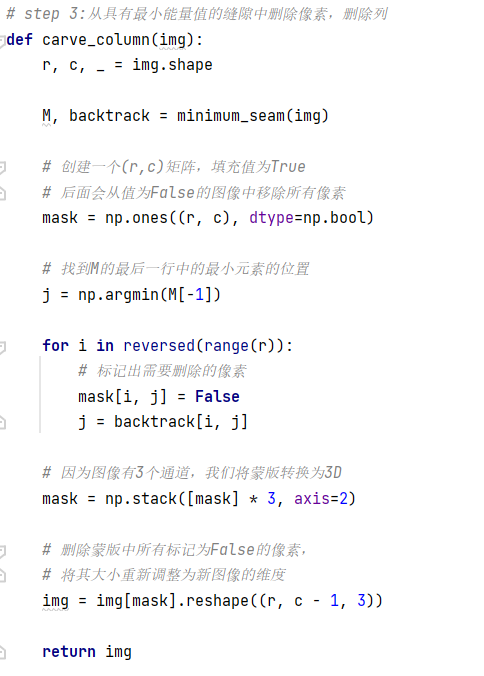 # step 3:从具有最小能量值的缝隙中删除像素，删除列
def carve_column(img):
    r, c, _ = img.shape
    M, backtrack = minimum_seam(img)
    # 创建一个(r,c)矩阵，填充值为True
    # 后面会从值为False的图像中移除所有像素
    mask = np.ones((r, c), dtype=np.bool)
    # 找到M的最后一行中的最小元素的位置
    j = np.argmin(M[-1])
    for i in reversed(range(r)):
        # 标记出需要删除的像素
        mask[i, j] = False
        j = backtrack[i, j]
    # 因为图像有3个通道，我们将蒙版转换为3D
    mask = np.stack([mask] * 3, axis=2)
    # 删除蒙版中所有标记为False的像素，
    # 将其大小重新调整为新图像的维度
    img = img[mask].reshape((r, c - 1, 3))
    return img